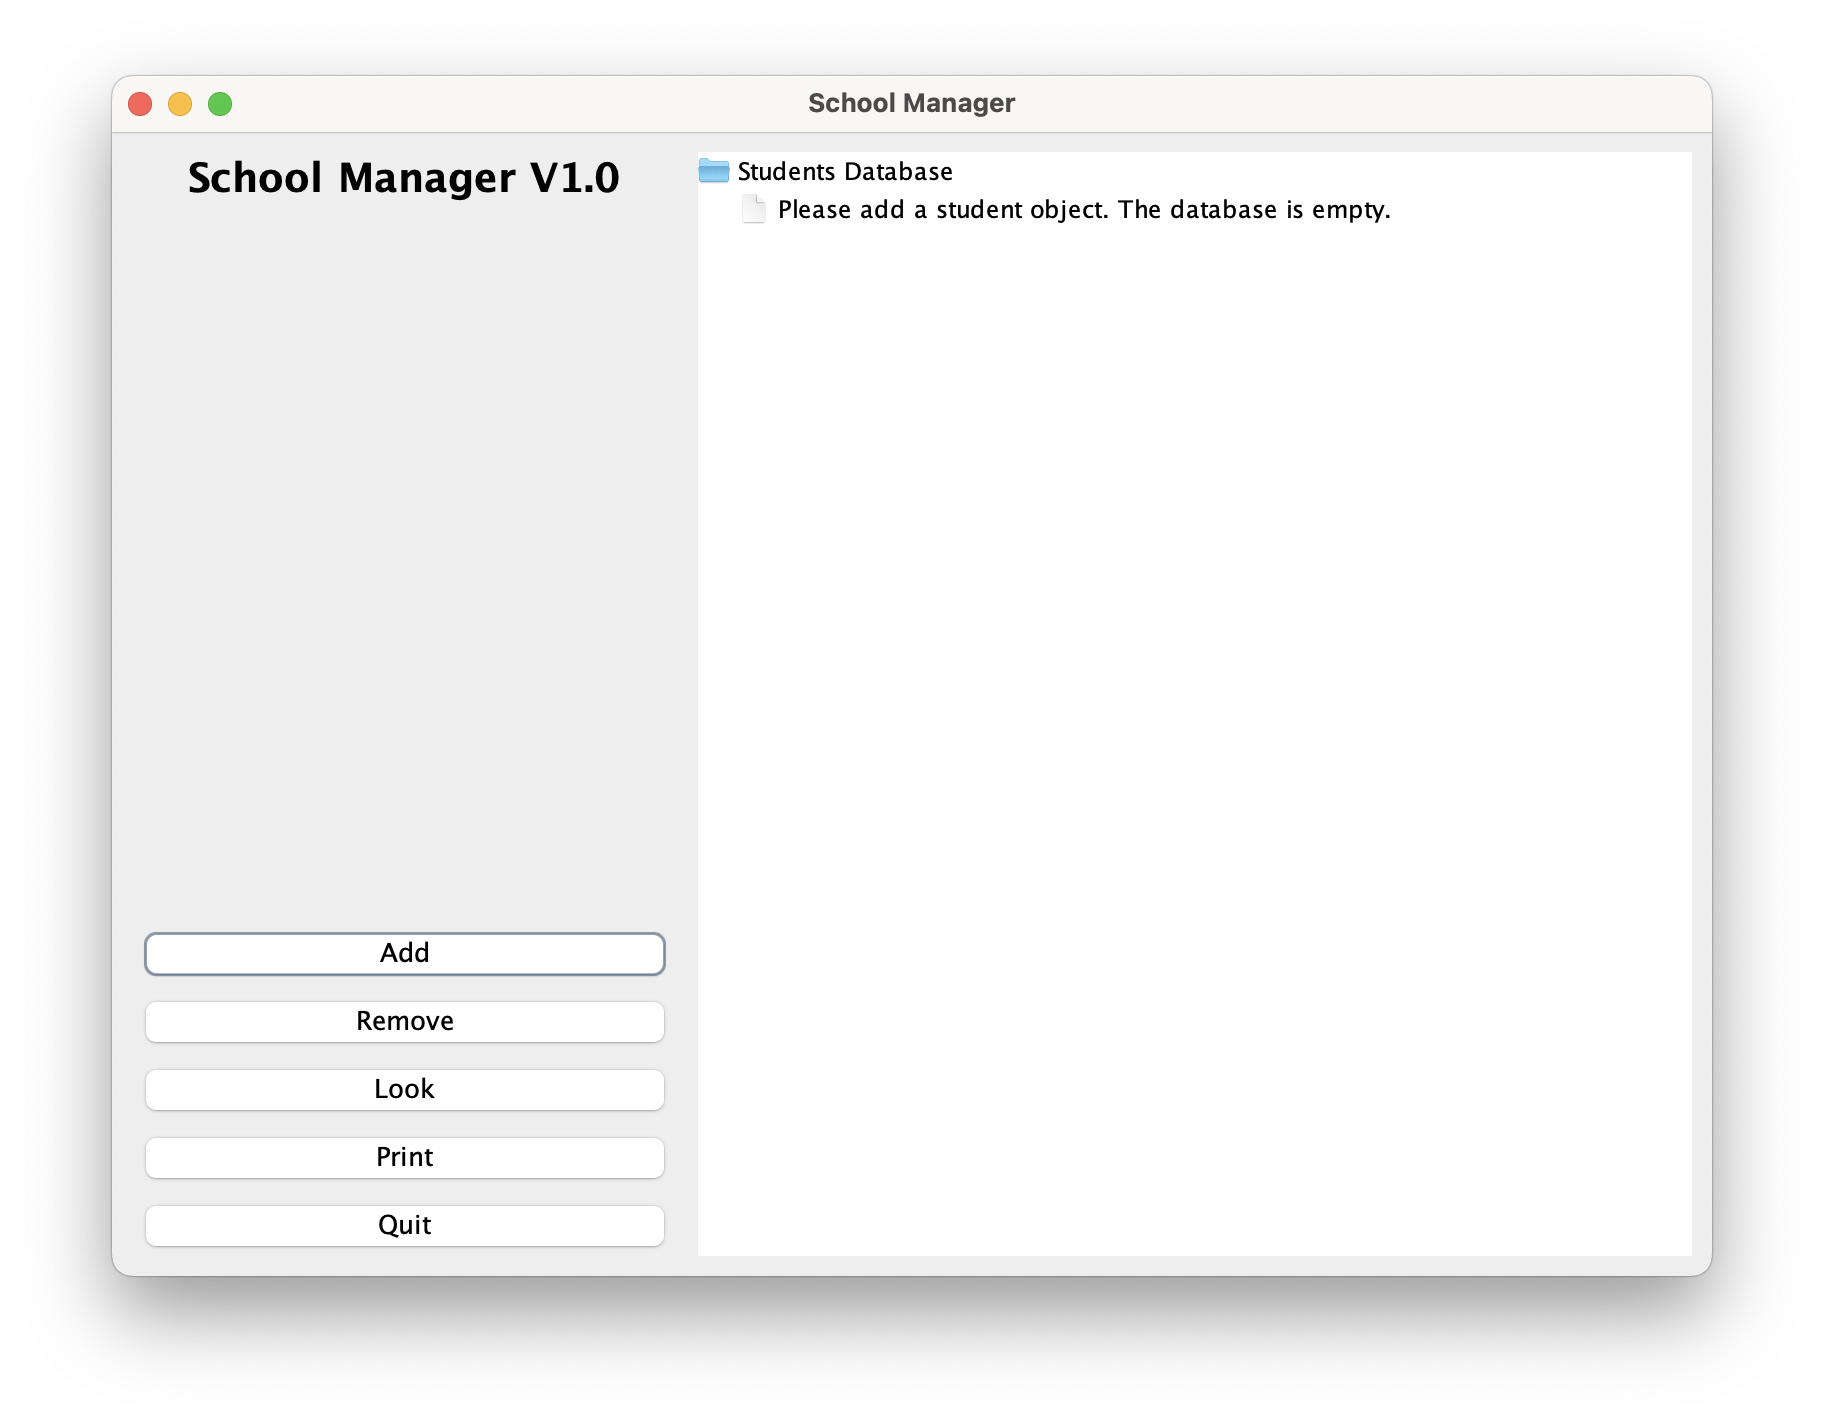 School Manager
School Manager V1.0
Students Database
Please add a student object. The database is empty.
Add
Remove
Look
Print
Quit